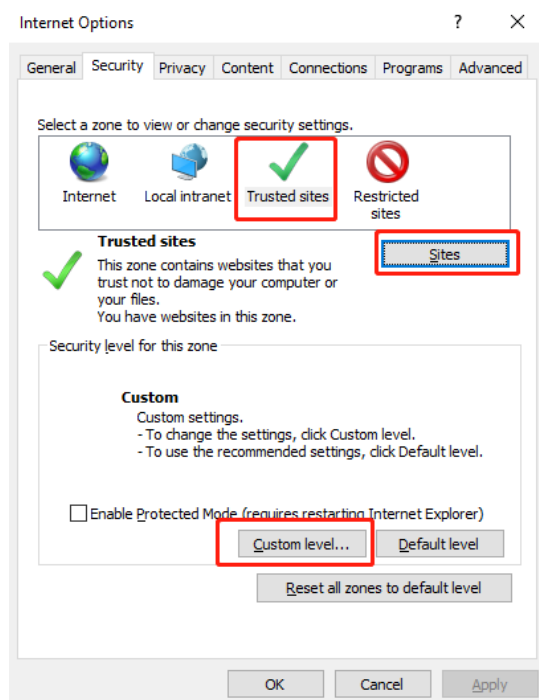 Internet Options
?
General Security Privacy Content Connections Programs Advanced
Select a zone to view or change security settings.
Internet Local intranet Trusted sites Restricted
sites
Trusted sites
Sites
This zone contains websites that you
trust not to damage your computer or
your files.
You have websites in this zone.
Security level for this zone
Custom
Custom settings.
- To change the settings, click Custom level.
- To use the recommended settings, click Default level.
Enable Protected Mode (requires restarting Internet Explorer)
Custom level... Default level
Reset all zones to default level
OK Cancel Apply